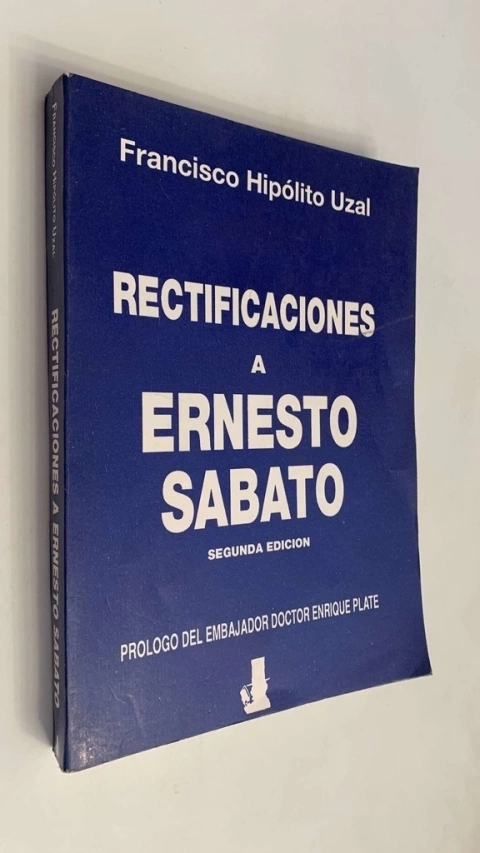 Francisco Hipólito Uzal
RECTIFICACIONES
A
ERNESTO
SABATO
SEGUNDA EDICION
PROLOGO DEL EMBAJADOR DOCTOR ENRIQUE PLATE
FRANCISCO HIPÓLITO UZAL
RECTIFICACIONES A ERNESTO SABATO